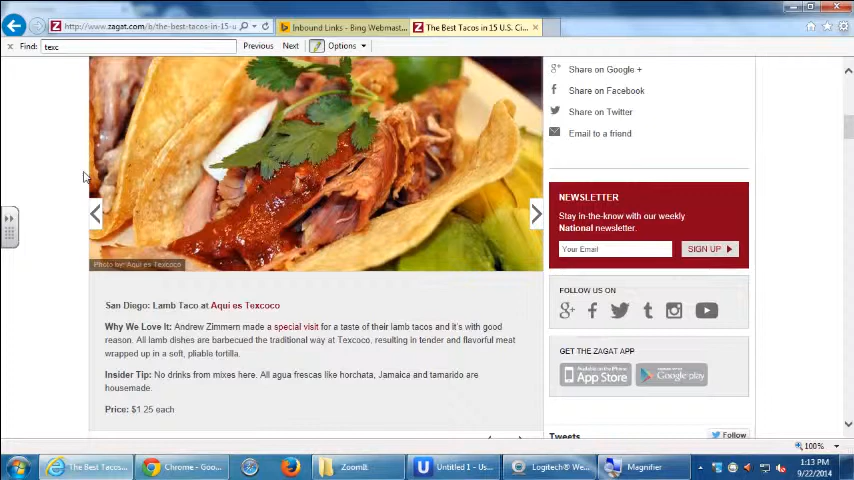 http://www.zagat.com/b/the-best-tacos-in-15-u
Inbound Links - Bing Webmast...
The Best Tacos in 15 U.S. Ci...
Find: texc
Previous Next Options
Share on Google +
Share on Facebook
Share on Twitter
Email to a friend
NEWSLETTER
Stay in-the-know with our weekly
National newsletter.
Your Email SIGN UP
Photo by: Aqui es Texcoco
FOLLOW US ON
San Diego: Lamb Taco at Aqui es Texcoco
Why We Love It: Andrew Zimmern made a special visit for a taste of their lamb tacos and it's with good
reason. All lamb dishes are barbecued the traditional way at Texcoco, resulting in tender and flavorful meat
wrapped up in a soft, pliable tortilla.
Insider Tip: No drinks from mixes here. All agua frescas like horchata, Jamaica and tamarido are
housemade.
Price: $1.25 each
GET THE ZAGAT APP
Available on the iPhone
App Store
Google play
Tweets
Follow
100%
The Best Tacos...
Chrome - Goo...
ZoomIt
Untitled 1 - Us...
Logitech® We...
Magnifier
1:13 PM
9/22/2014